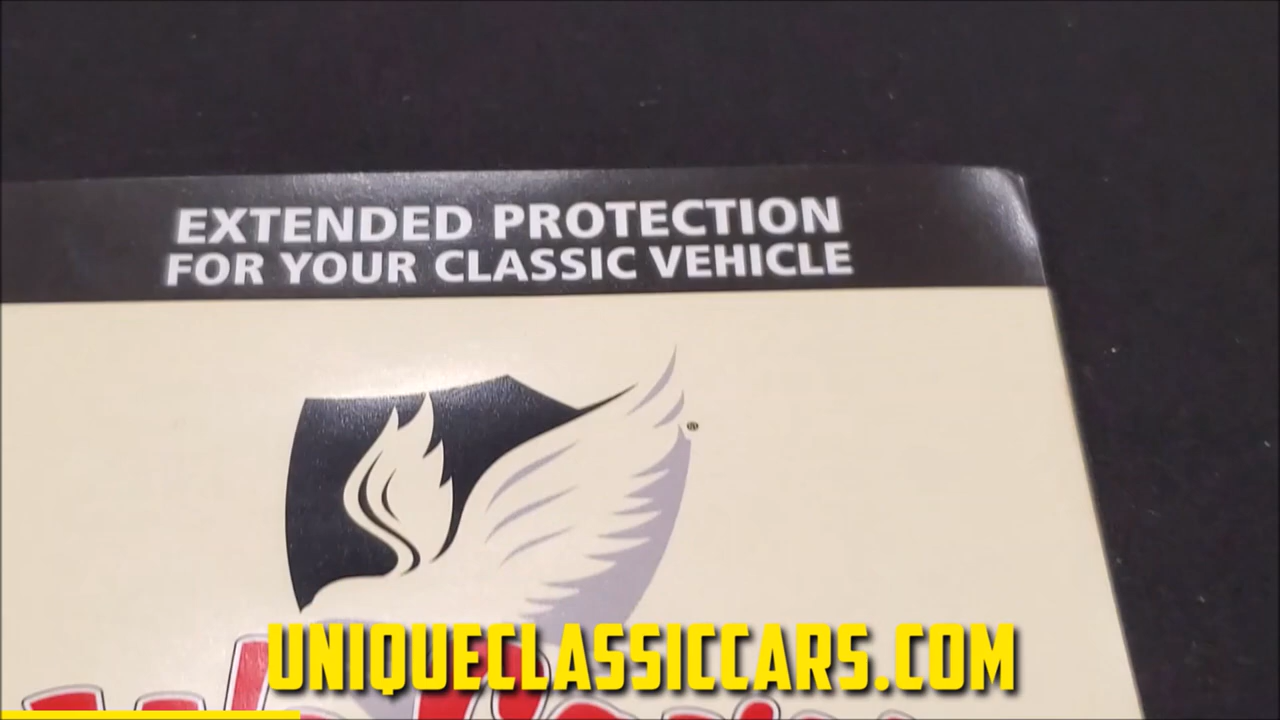 EXTENDED PROTECTION
FOR YOUR CLASSIC VEHICLE
®
UNIQUECLASSICCARS.COM